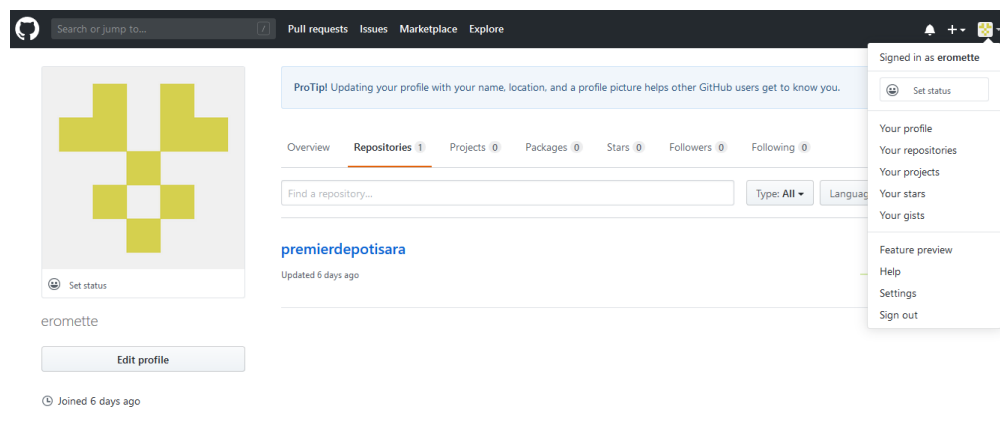 Search or jump to... /
Pull requests Issues Marketplace Explore
Signed in as eromette
Set status
Your profile
Your repositories
Your projects
Your stars
Your gists
Feature preview
Help
Settings
Sign out
ProTip! Updating your profile with your name, location, and a profile picture helps other GitHub users get to know you.
Overview Repositories 1 Projects 0 Packages 0 Stars 0 Followers 0 Following 0
Find a repository... Type: All Languag
premierdepotisara
Updated 6 days ago
Set status
eromette
Edit profile
Joined 6 days ago